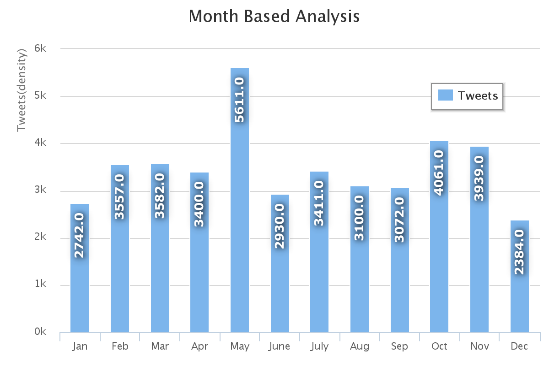 Month Based Analysis
Tweets(density)
6k
5k
4k
3k
2k
1k
0k
Tweets
2742.0
3557.0
3582.0
3400.0
5611.0
2930.0
3411.0
3100.0
3072.0
4061.0
3939.0
2384.0
Jan Feb Mar Apr May June July Aug Sep Oct Nov Dec